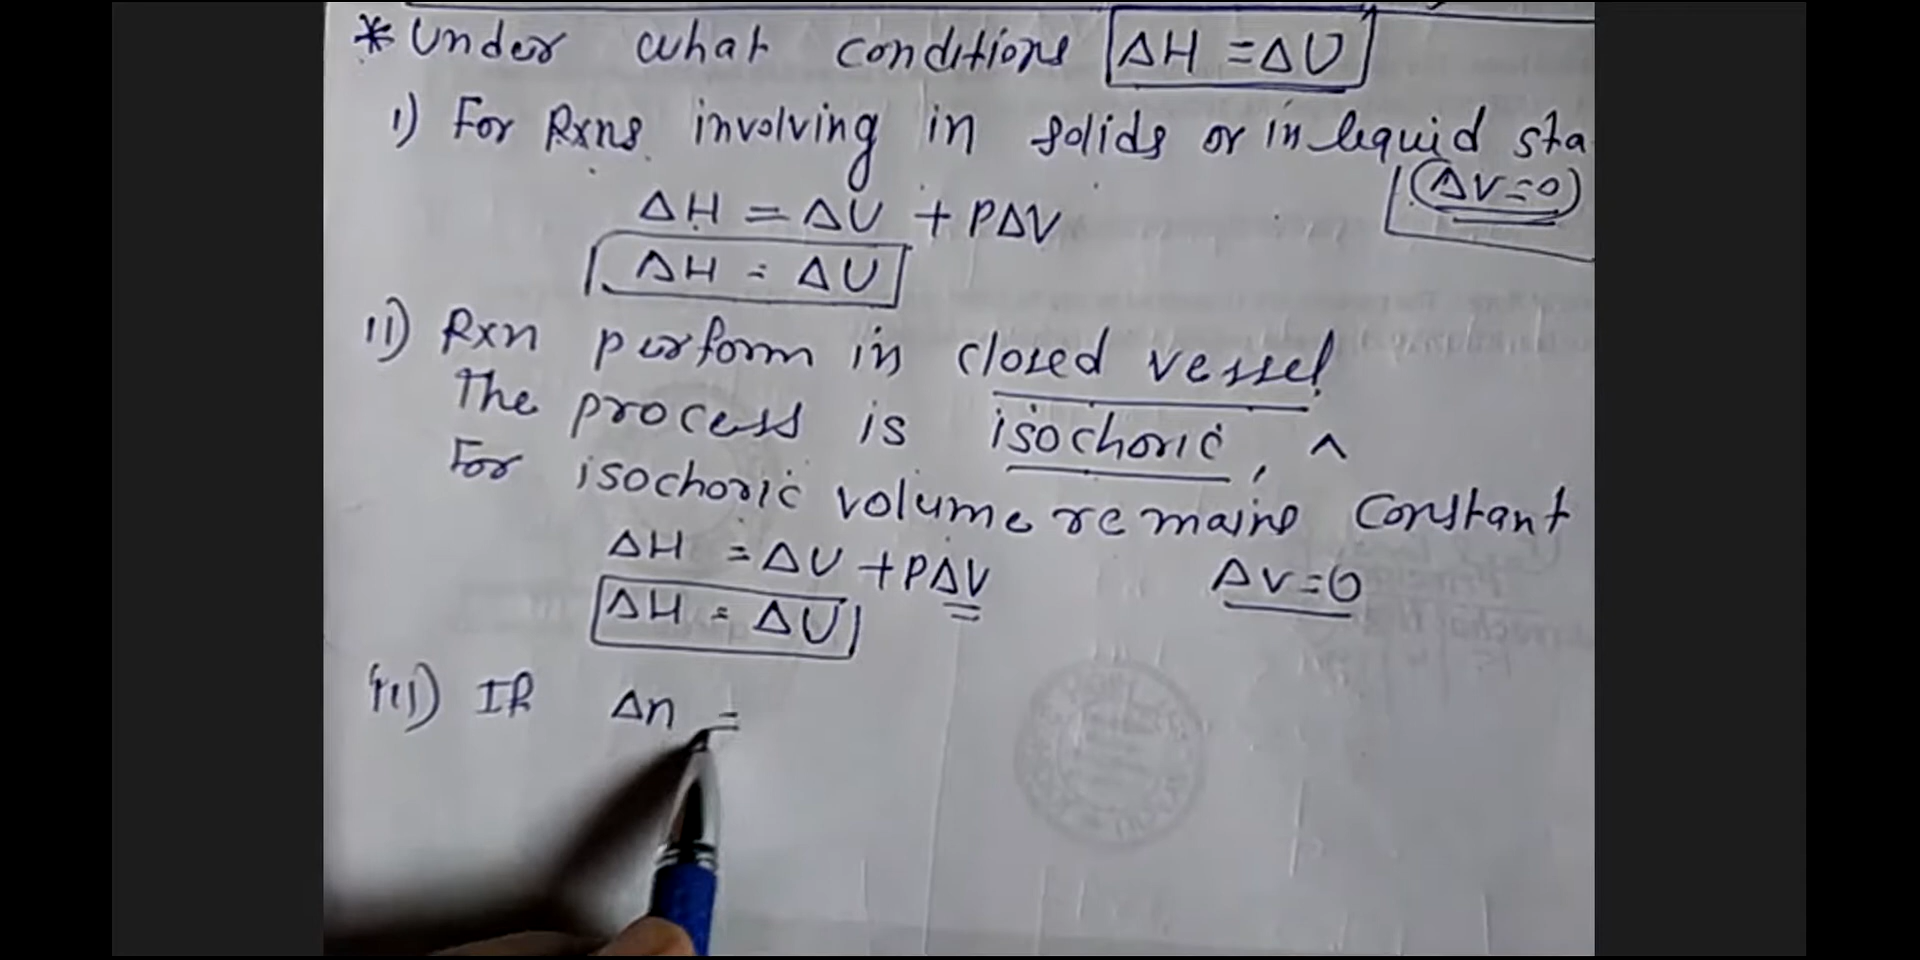 * Under what conditions ΔH = ΔU
i) For Rxns involving in solids or in liquid sta
(ΔV=0)
ΔH = ΔU + PΔV
ΔH = ΔU
ii) Rxn perform in closed vessel
The process is isochoric,
For isochoric volume remains constant
ΔH = ΔU + PΔV ΔV=0
ΔH = ΔU
iii) If Δn =